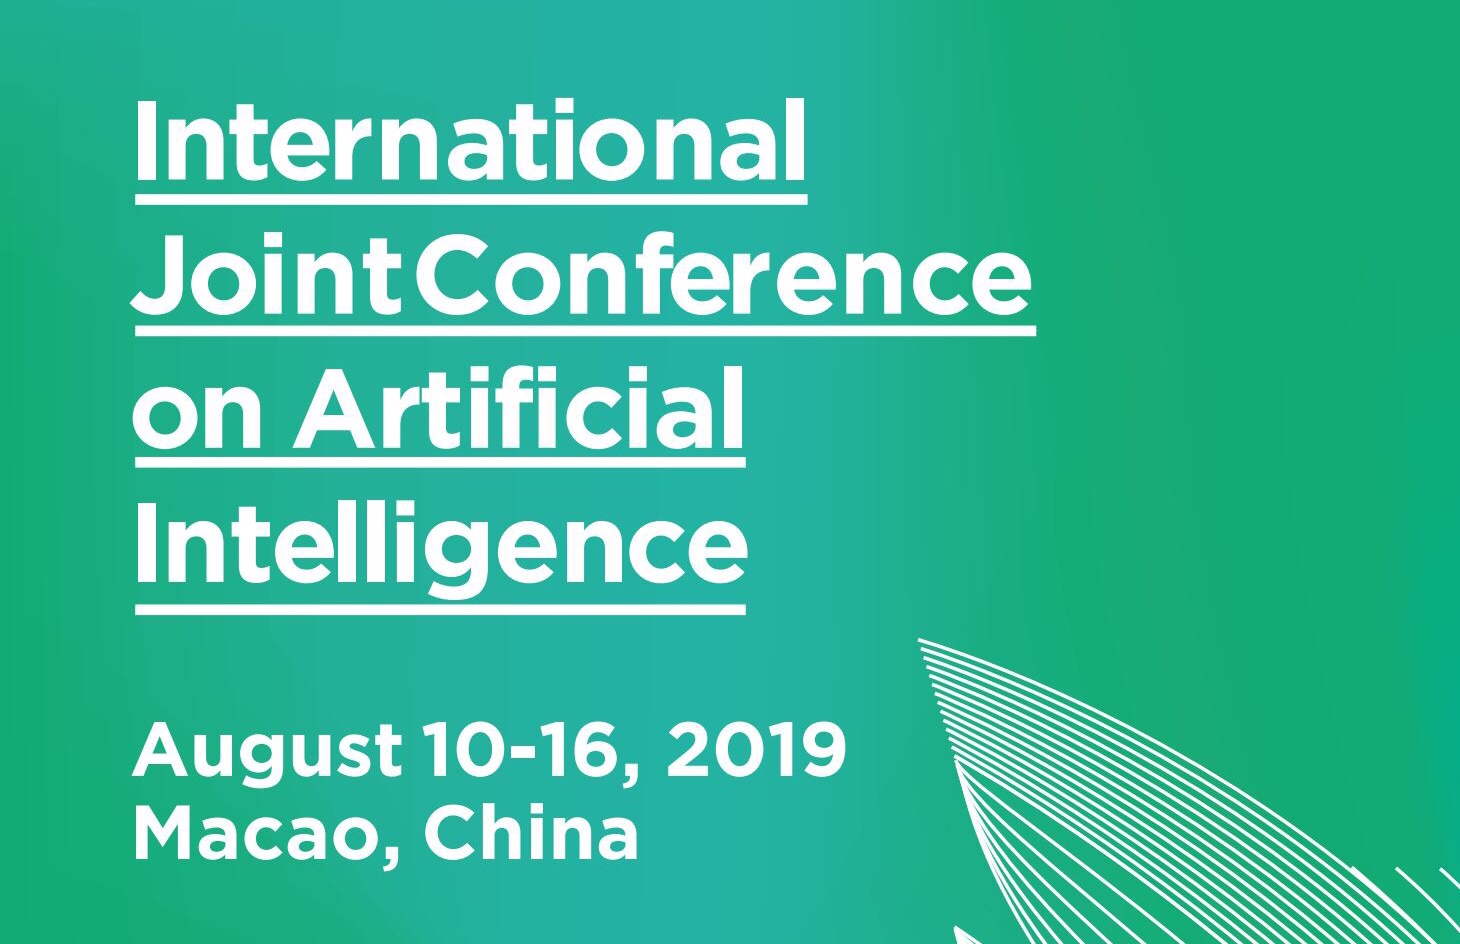 International
Joint Conference
on Artificial
Intelligence
August 10-16, 2019
Macao, China